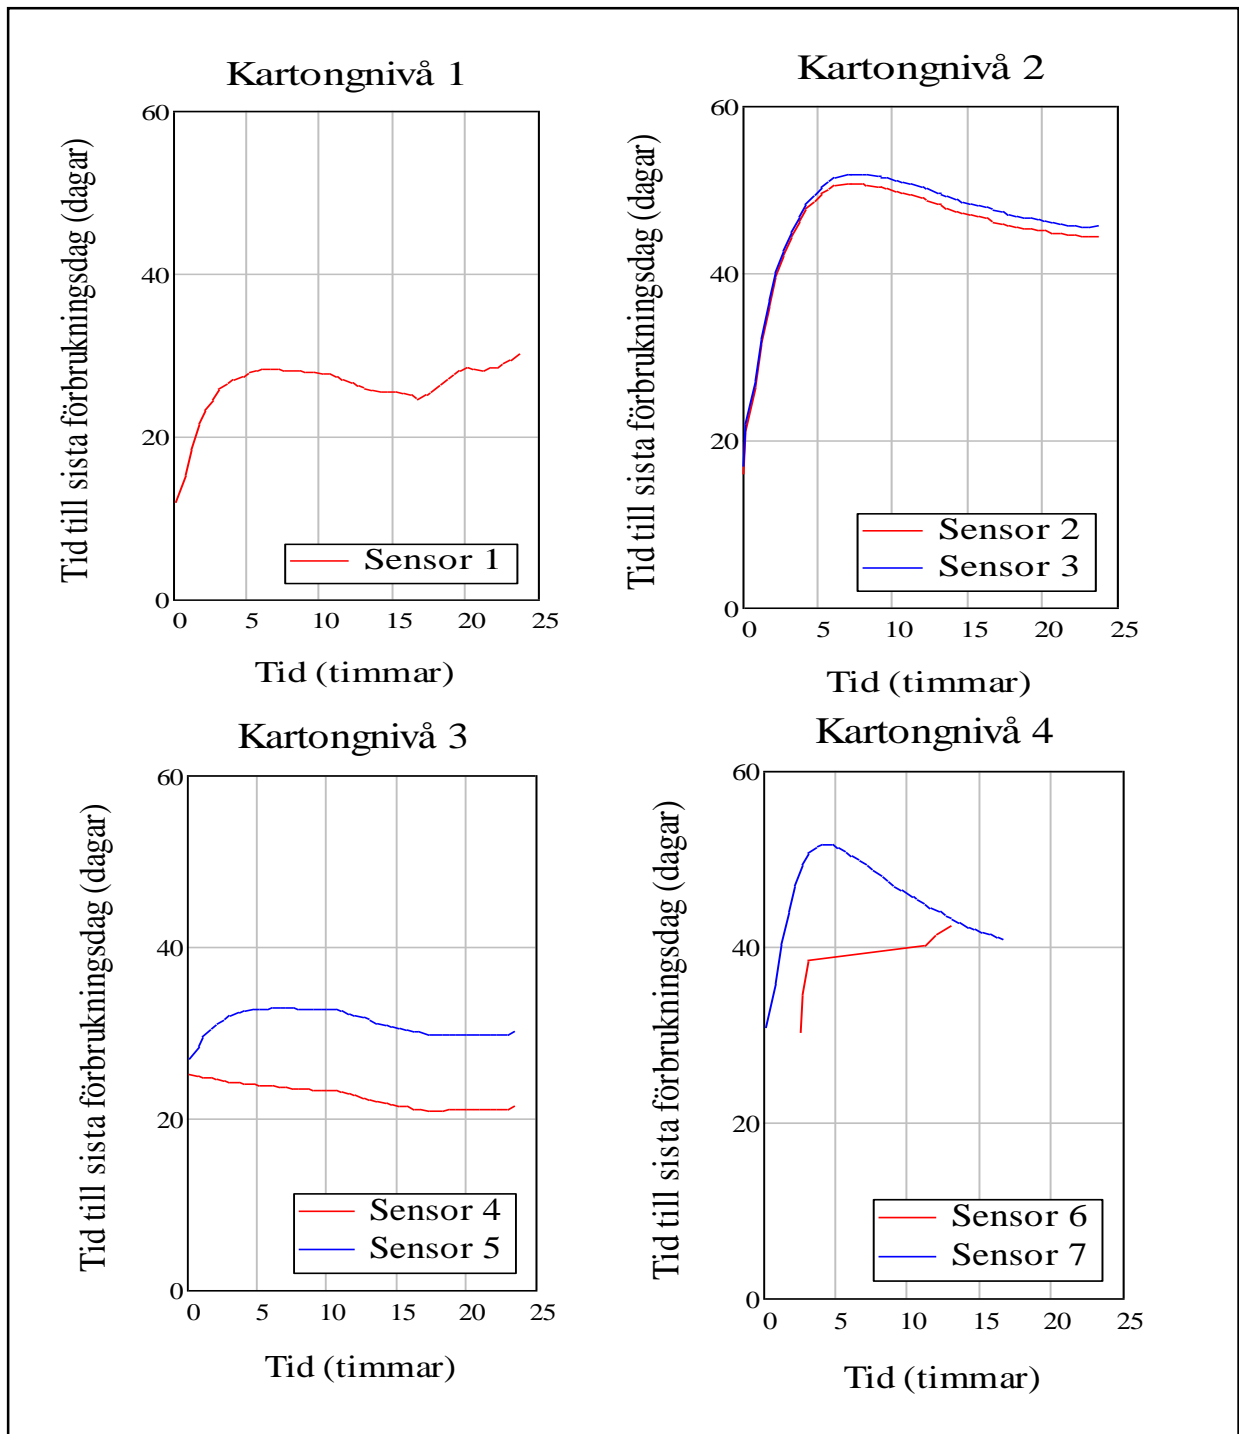 Kartongnivå 1
Tid till sista förbrukningsdag (dagar)
60
40
20
0
0 5 10 15 20 25
Tid (timmar)
Sensor 1
Kartongnivå 2
Tid till sista förbrukningsdag (dagar)
60
40
20
0
0 5 10 15 20 25
Tid (timmar)
Sensor 2
Sensor 3
Kartongnivå 3
Tid till sista förbrukningsdag (dagar)
60
40
20
0
0 5 10 15 20 25
Tid (timmar)
Sensor 4
Sensor 5
Kartongnivå 4
Tid till sista förbrukningsdag (dagar)
60
40
20
0
0 5 10 15 20 25
Tid (timmar)
Sensor 6
Sensor 7